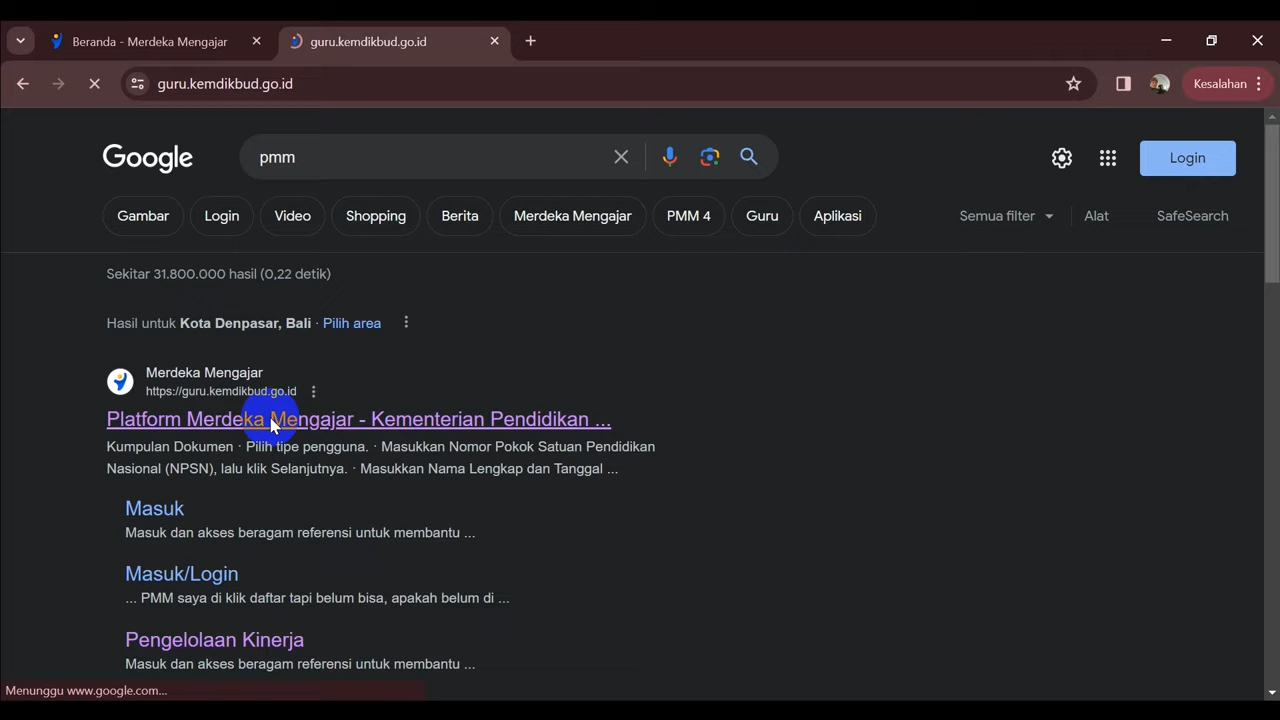 Beranda - Merdeka Mengajar
guru.kemdikbud.go.id
guru.kemdikbud.go.id
Kesalahan
Google
pmm
Login
Gambar
Login
Video
Shopping
Berita
Merdeka Mengajar
PMM 4
Guru
Aplikasi
Semua filter
Alat
SafeSearch
Sekitar 31.800.000 hasil (0,22 detik)
Hasil untuk Kota Denpasar, Bali · Pilih area
Merdeka Mengajar
https://guru.kemdikbud.go.id
Platform Merdeka Mengajar - Kementerian Pendidikan ...
Kumpulan Dokumen · Pilih tipe pengguna. · Masukkan Nomor Pokok Satuan Pendidikan
Nasional (NPSN), lalu klik Selanjutnya. · Masukkan Nama Lengkap dan Tanggal ...
Masuk
Masuk dan akses beragam referensi untuk membantu ...
Masuk/Login
... PMM saya di klik daftar tapi belum bisa, apakah belum di ...
Pengelolaan Kinerja
Masuk dan akses beragam referensi untuk membantu ...
Menunggu www.google.com...